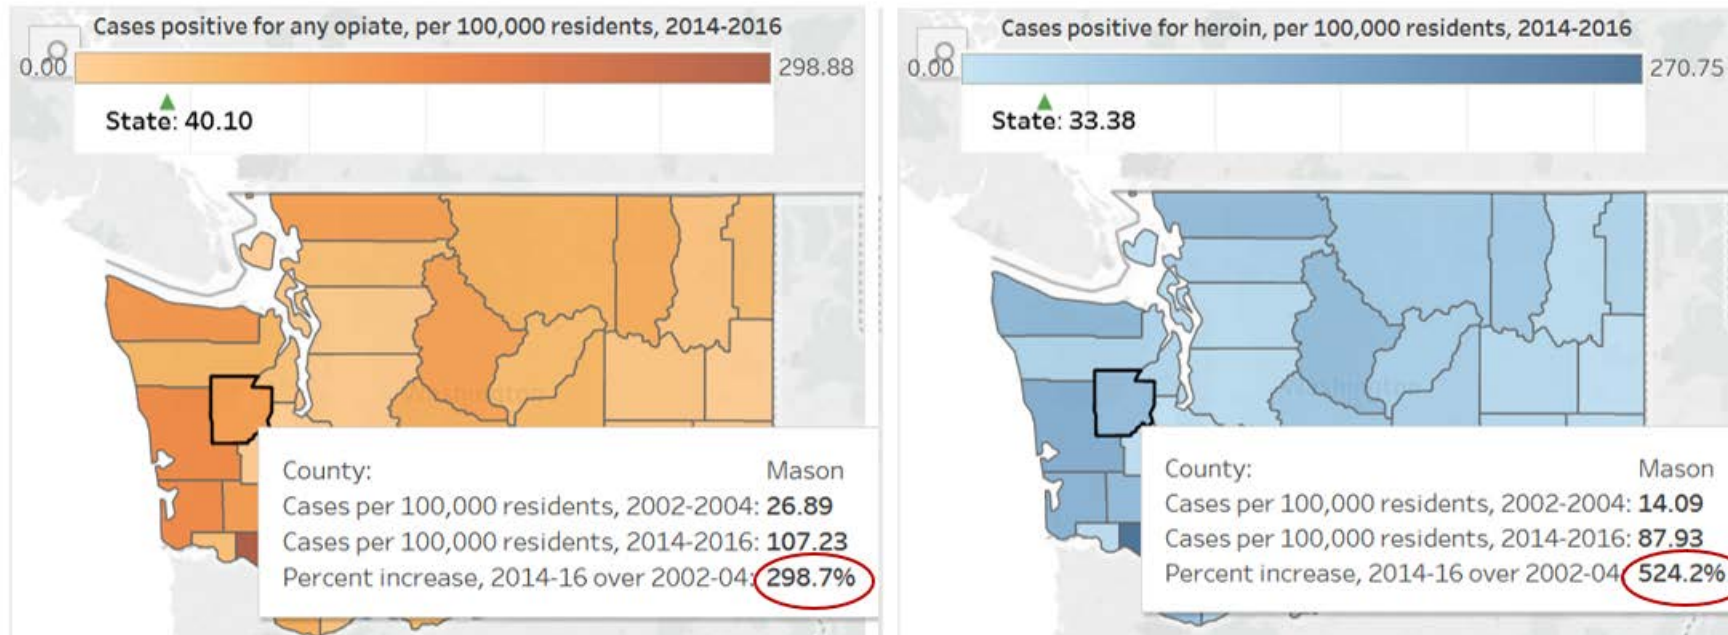 Cases positive for any opiate, per 100,000 residents, 2014-2016
0.00
298.88
State: 40.10
Washington
County: Mason
Cases per 100,000 residents, 2002-2004: 26.89
Cases per 100,000 residents, 2014-2016: 107.23
Percent increase, 2014-16 over 2002-04: 298.7%
Cases positive for heroin, per 100,000 residents, 2014-2016
0.00
270.75
State: 33.38
Washington
County: Mason
Cases per 100,000 residents, 2002-2004: 14.09
Cases per 100,000 residents, 2014-2016: 87.93
Percent increase, 2014-16 over 2002-04: 524.2%